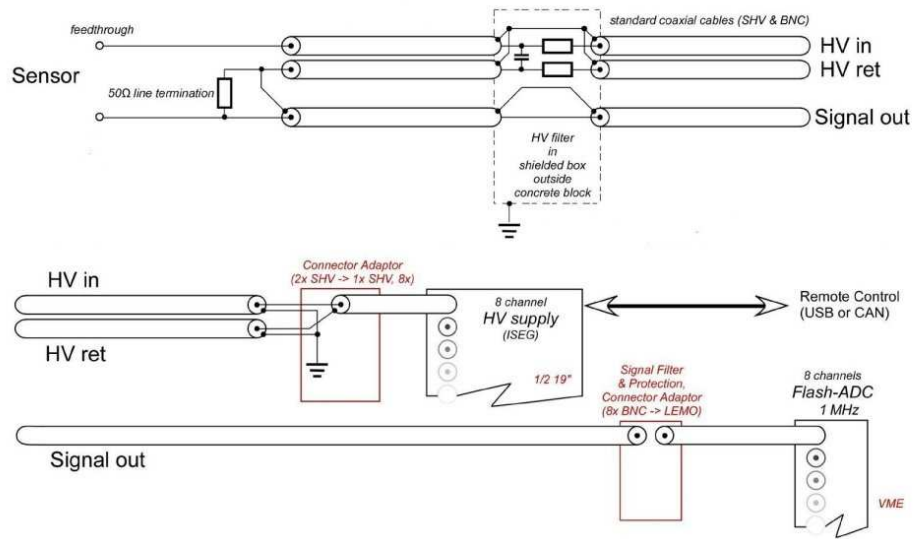 feedthrough
standard coaxial cables (SHV & BNC)
HV in
HV ret
Sensor
50Ω line termination
Signal out
HV filter
in
shielded box
outside
concrete block
HV in
Connector Adaptor
(2x SHV -> 1x SHV, 8x)
8 channel
HV supply
(ISEG)
Remote Control
(USB or CAN)
HV ret
1/2 19"
Signal Filter
& Protection,
Connector Adaptor
(8x BNC -> LEMO)
8 channels
Flash-ADC
1 MHz
Signal out
VME